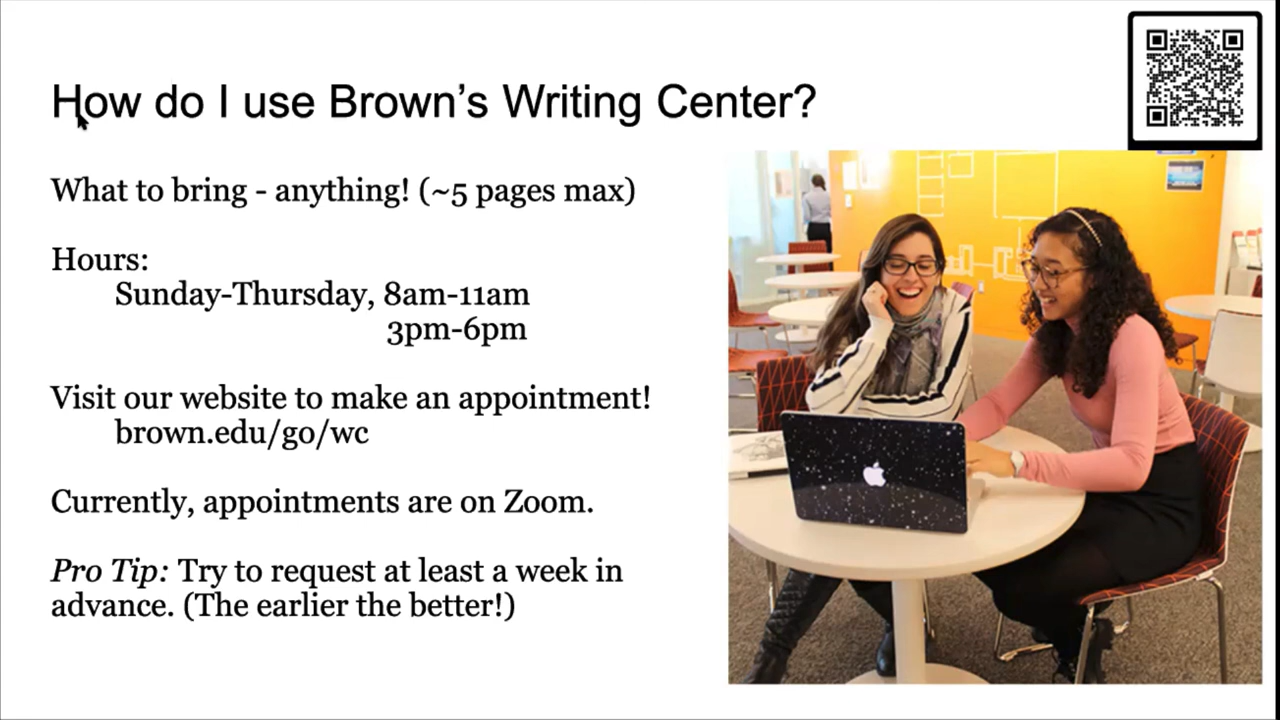 How do I use Brown’s Writing Center?
What to bring - anything! (~5 pages max)
Hours:
Sunday-Thursday, 8am-11am
3pm-6pm
Visit our website to make an appointment!
brown.edu/go/wc
Currently, appointments are on Zoom.
Pro Tip: Try to request at least a week in
advance. (The earlier the better!)